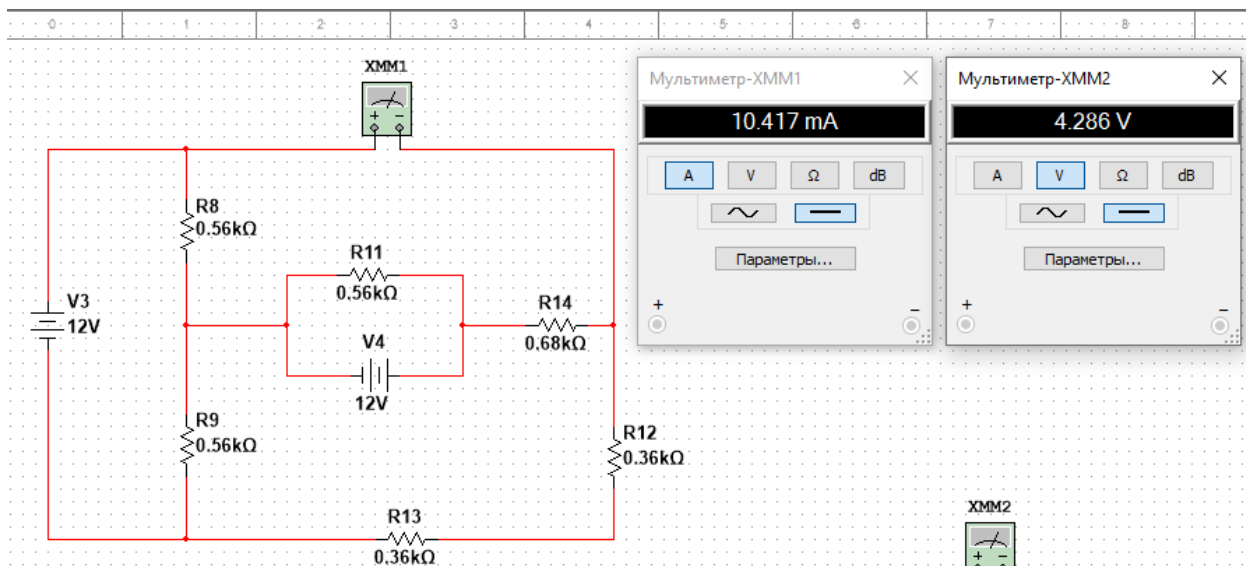 0 1 2 3 4 5 6 7 8
XMM1
R8
0.56kΩ
R11
0.56kΩ
R14
0.68kΩ
V3
12V
V4
12V
R9
0.56kΩ
R12
0.36kΩ
R13
0.36kΩ
Мультиметр-XMM1
10.417 mA
A V Ω dB
Параметры...
+ −
Мультиметр-XMM2
4.286 V
A V Ω dB
Параметры...
+ −
XMM2